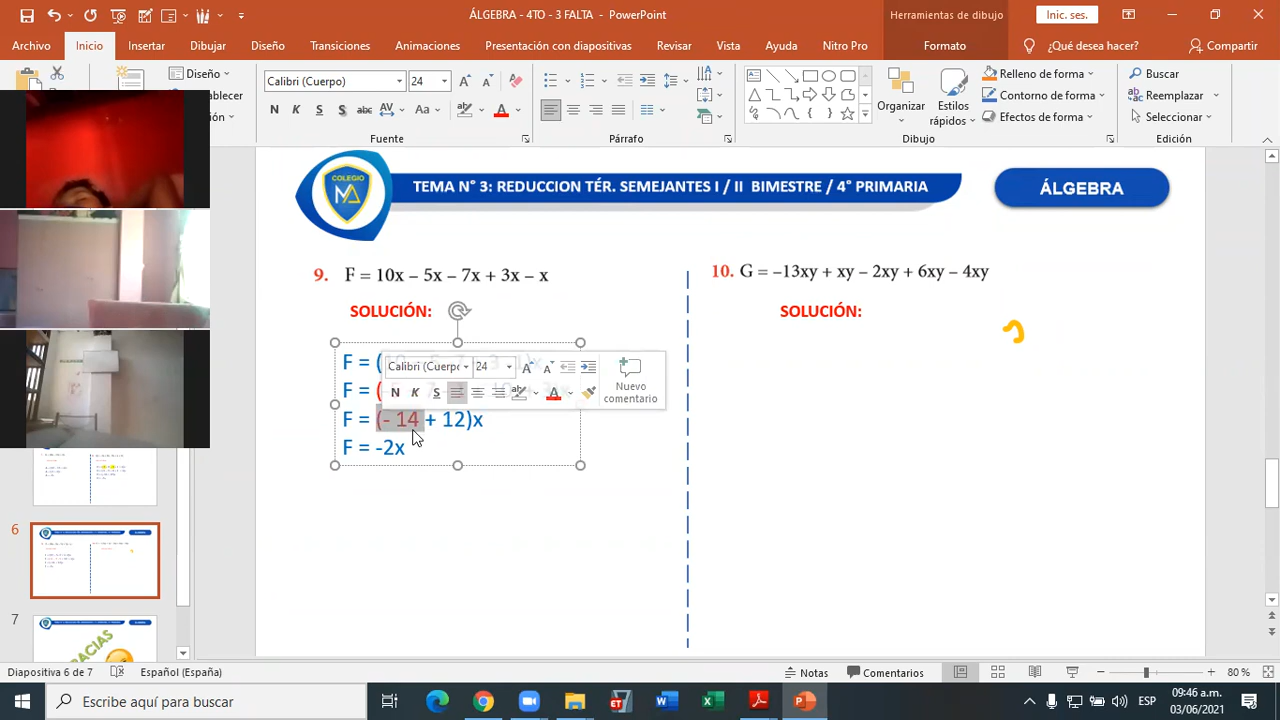 ÁLGEBRA - 4TO - 3 FALTA - PowerPoint
Herramientas de dibujo
Inic. ses.
Archivo Inicio Insertar Dibujar Diseño Transiciones Animaciones Presentación con diapositivas Revisar Vista Ayuda Nitro Pro Formato ¿Qué desea hacer? Compartir
Diseño
Calibri (Cuerpo) 24
N K S abc AV Aa A
Fuente
Párrafo
Organizar
Estilos rápidos
Dibujo
Relleno de forma
Contorno de forma
Efectos de forma
Buscar
Reemplazar
Seleccionar
Edición
COLEGIO
MA
TEMA N° 3: REDUCCION TÉR. SEMEJANTES I / II BIMESTRE / 4° PRIMARIA
ÁLGEBRA
9. F = 10x – 5x – 7x + 3x – x
SOLUCIÓN:
F = (
F = (
F = (- 14 + 12)x
F = -2x
Calibri (Cuerpo 24
N K S A
Nuevo comentario
10. G = –13xy + xy – 2xy + 6xy – 4xy
SOLUCIÓN:
6
7
Diapositiva 6 de 7 Español (España) Notas Comentarios 80 %
Escribe aquí para buscar
ESP
09:46 a.m.
03/06/2021